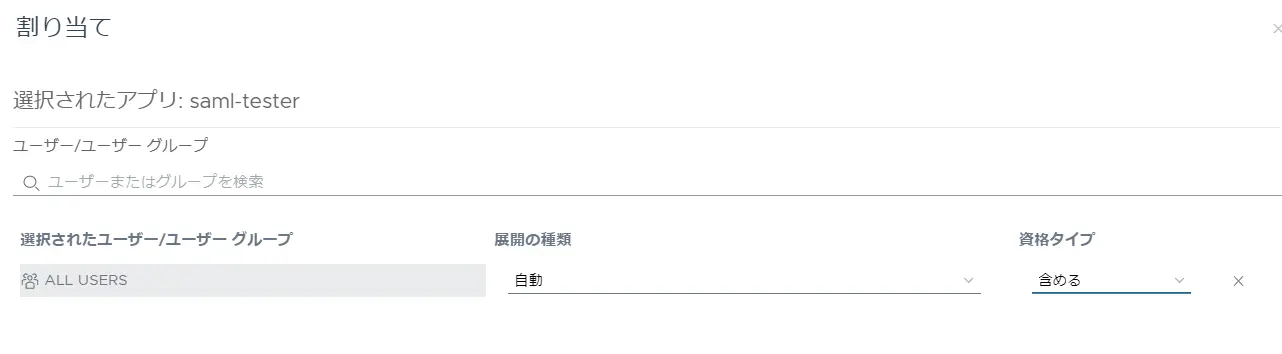 割り当て
選択されたアプリ: saml-tester
ユーザー/ユーザー グループ
ユーザーまたはグループを検索
選択されたユーザー/ユーザー グループ 展開の種類 資格タイプ
ALL USERS 自動 含める